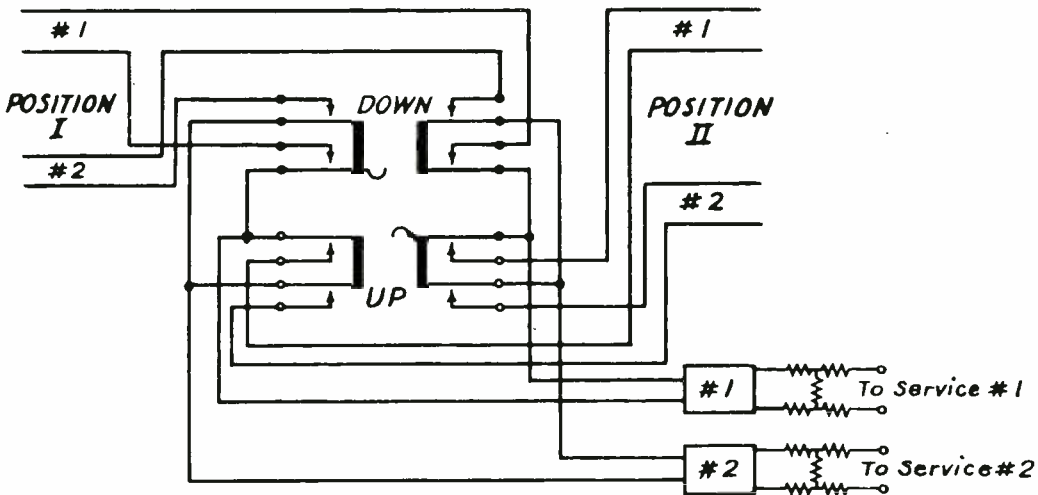 # 1
POSITION
I
# 2
DOWN
UP
# 1
POSITION
II
# 2
# 1
To Service #1
# 2
To Service #2